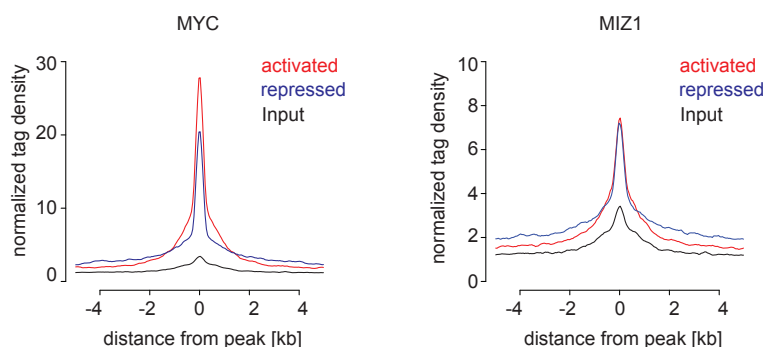 MYC
normalized tag density
30
20
10
0
activated
repressed
Input
-4 -2 0 2 4
distance from peak [kb]
MIZ1
normalized tag density
10
8
6
4
2
0
activated
repressed
Input
-4 -2 0 2 4
distance from peak [kb]